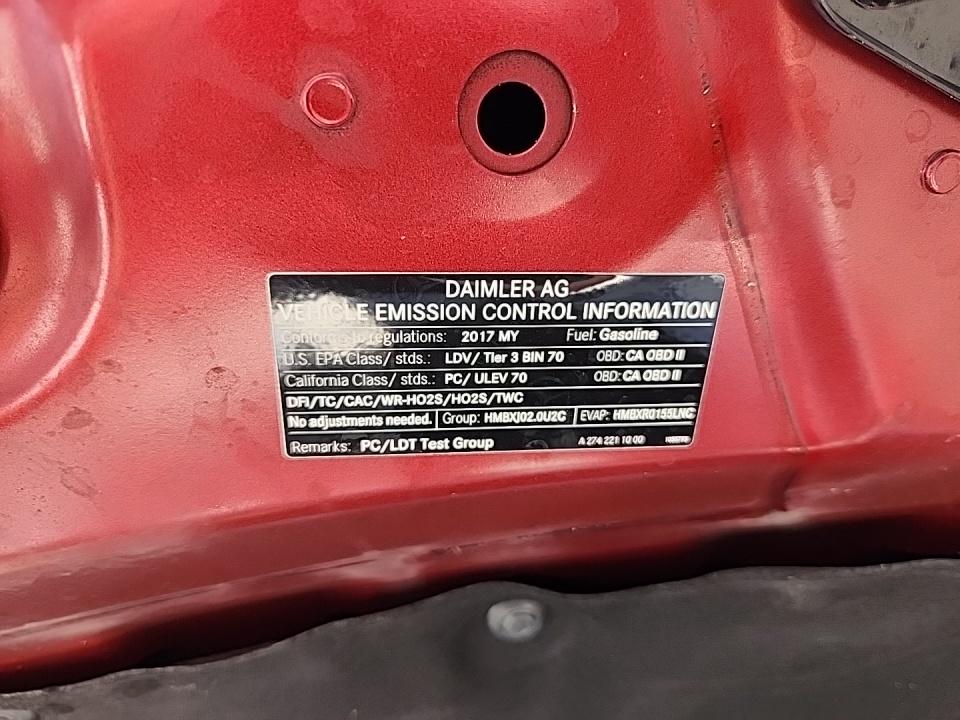 DAIMLER AG
VEHICLE EMISSION CONTROL INFORMATION
Conforms to regulations: 2017 MY Fuel: Gasoline
U.S. EPA Class/ stds.: LDV/ Tier 3 BIN 70 OBD: CA OBD II
California Class/ stds.: PC/ ULEV 70 OBD: CA OBD II
DFI/TC/CAC/WR-HO2S/HO2S/TWC
No adjustments needed. Group: HMBXJ02.0U2C EVAP: HMBXR0155LNC
Remarks: PC/LDT Test Group A 274 221 10 00